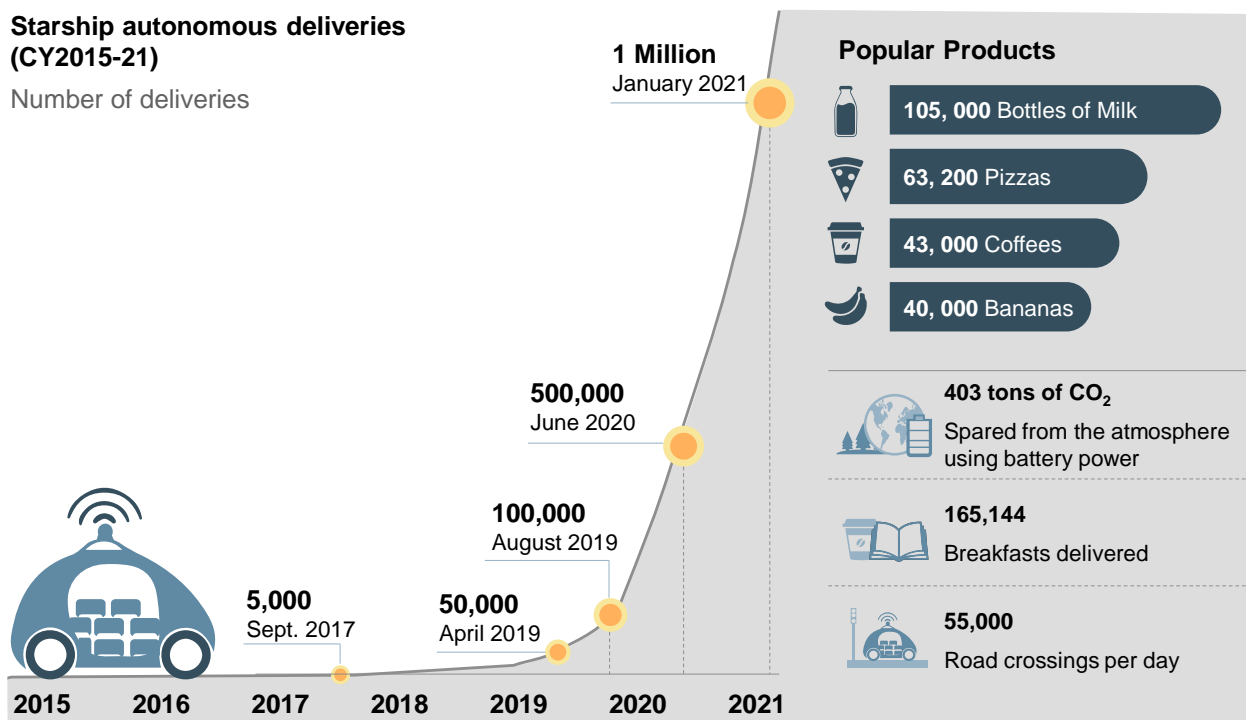 Starship autonomous deliveries
(CY2015-21)
Number of deliveries
1 Million
January 2021
500,000
June 2020
100,000
August 2019
50,000
April 2019
5,000
Sept. 2017
2015
2016
2017
2018
2019
2020
2021
Popular Products
105, 000 Bottles of Milk
63, 200 Pizzas
43, 000 Coffees
40, 000 Bananas
403 tons of CO₂
Spared from the atmosphere
using battery power
165,144
Breakfasts delivered
55,000
Road crossings per day